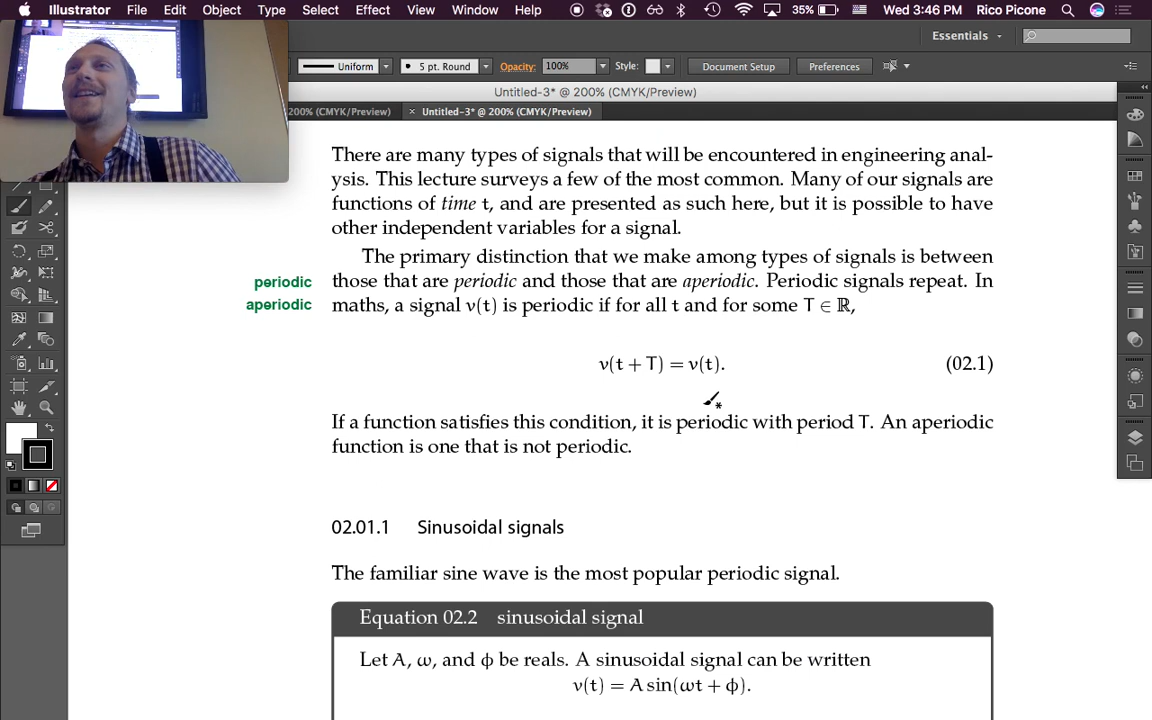 Illustrator File Edit Object Type Select Effect View Window Help 35% Wed 3:46 PM Rico Picone
Essentials
Uniform 5 pt. Round Opacity: 100% Style: Document Setup Preferences
Untitled-3* @ 200% (CMYK/Preview)
200% (CMYK/Preview) × Untitled-3* @ 200% (CMYK/Preview)
There are many types of signals that will be encountered in engineering anal-
ysis. This lecture surveys a few of the most common. Many of our signals are
functions of time t, and are presented as such here, but it is possible to have
other independent variables for a signal.
The primary distinction that we make among types of signals is between
periodic those that are periodic and those that are aperiodic. Periodic signals repeat. In
aperiodic maths, a signal v(t) is periodic if for all t and for some T ∈ ℝ,
v(t + T) = v(t). (02.1)
If a function satisfies this condition, it is periodic with period T. An aperiodic
function is one that is not periodic.
02.01.1 Sinusoidal signals
The familiar sine wave is the most popular periodic signal.
Equation 02.2 sinusoidal signal
Let A, ω, and φ be reals. A sinusoidal signal can be written
v(t) = A sin(ωt + φ).